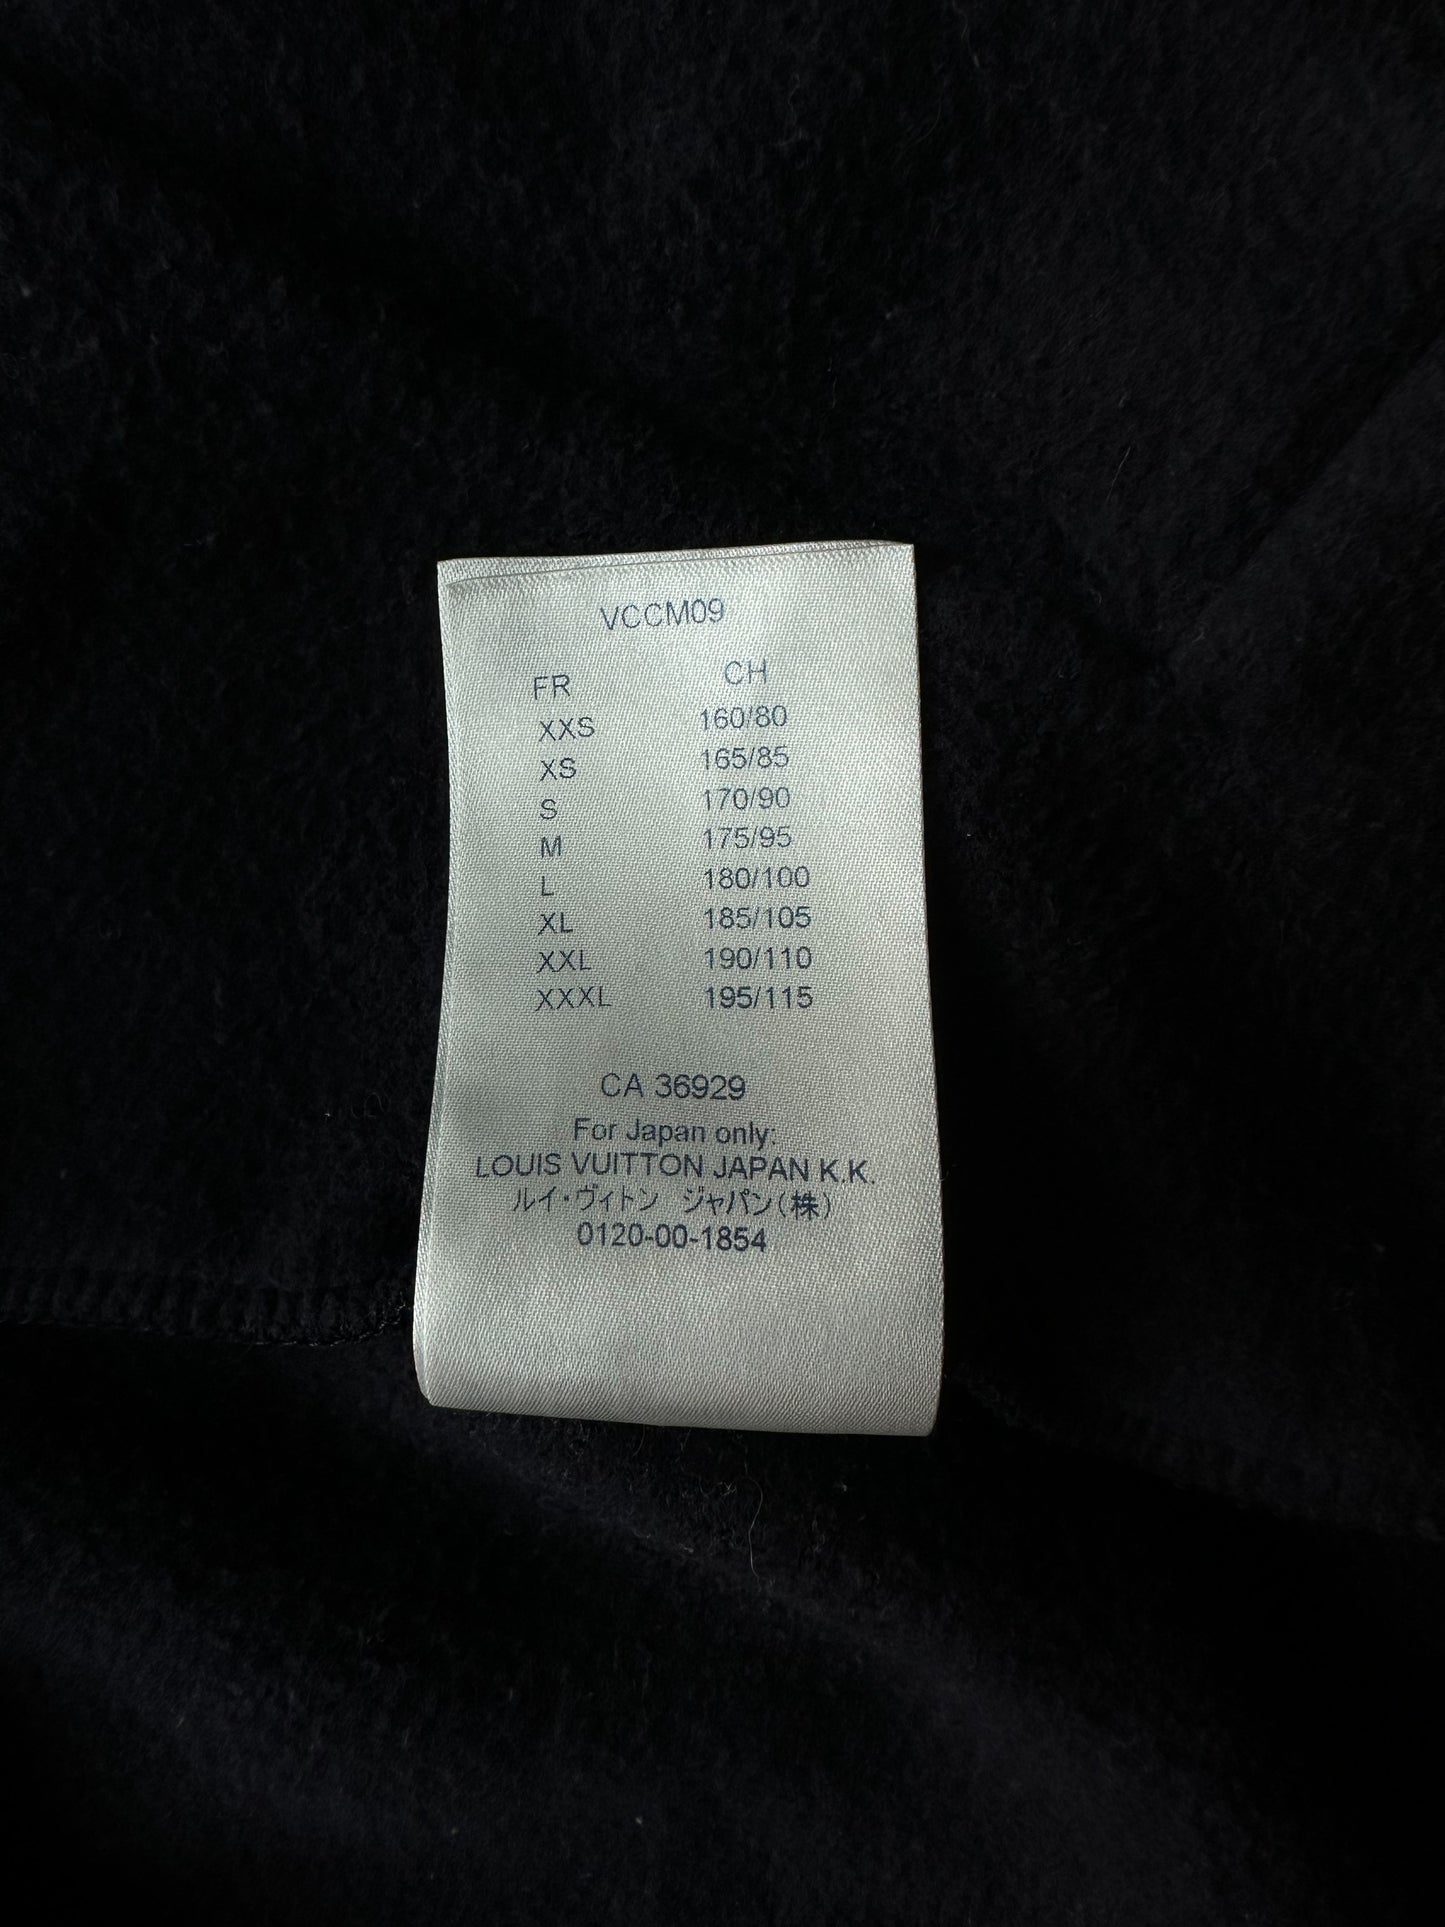 VCCM09
FR CH
XXS 160/80
XS 165/85
S 170/90
M 175/95
L 180/100
XL 185/105
XXL 190/110
XXXL 195/115
CA 36929
For Japan only:
LOUIS VUITTON JAPAN K.K.
ルイ・ヴィトン ジャパン(株)
0120-00-1854